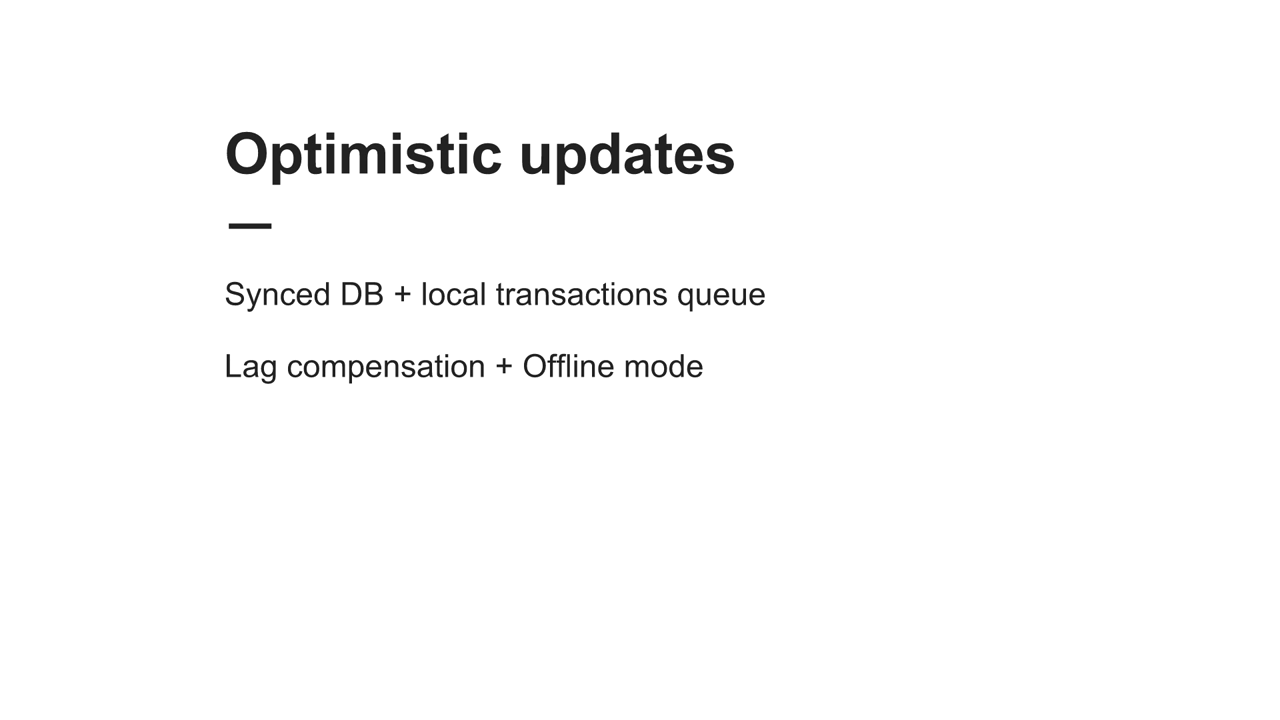 Optimistic updates
Synced DB + local transactions queue
Lag compensation + Offline mode